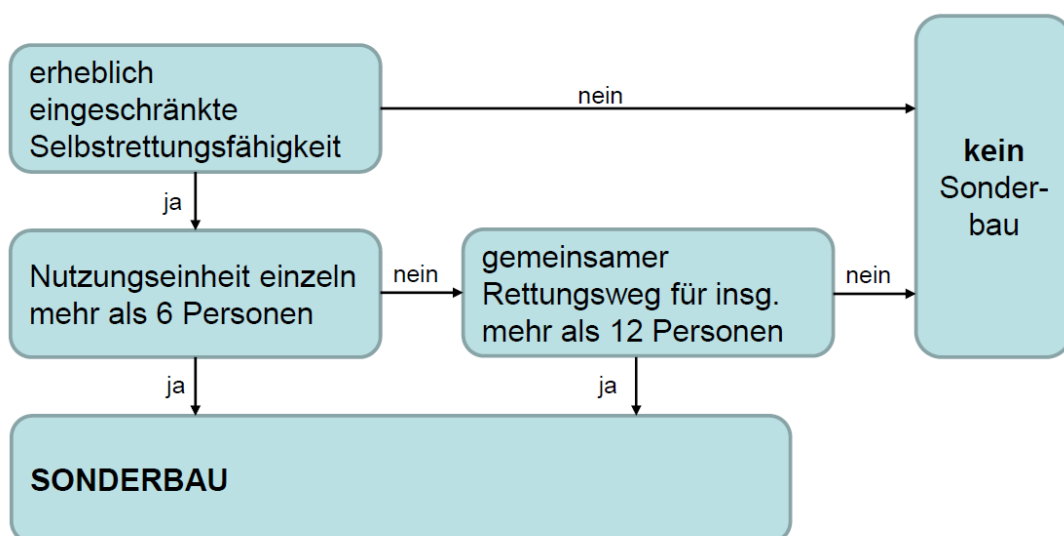 erheblich
eingeschränkte
Selbstrettungsfähigkeit
nein
kein
Sonder-
bau
ja
Nutzungseinheit einzeln
mehr als 6 Personen
nein
gemeinsamer
Rettungsweg für insg.
mehr als 12 Personen
nein
ja
ja
SONDERBAU